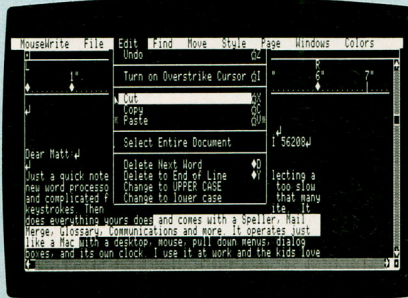 MouseWrite File Edit Find Move Style Page Windows Colors
Undo Z
L R
1" " 6" 7"
Turn on Overstrike Cursor I
Cut X
Copy C
Paste V
Select Entire Document I 56208
Dear Matt:
Delete Next Word D
Just a quick note Delete to End of Line Y lecting a
new word processo Change to UPPER CASE too slow
and complicated f Change to lower case that many
keystrokes. Then ite. It
does everything yours does and comes with a Speller, Mail
Merge, Glossary, Communications and more. It operates just
like a Mac with a desktop, mouse, pull down menus, dialog
boxes, and its own clock. I use it at work and the kids love